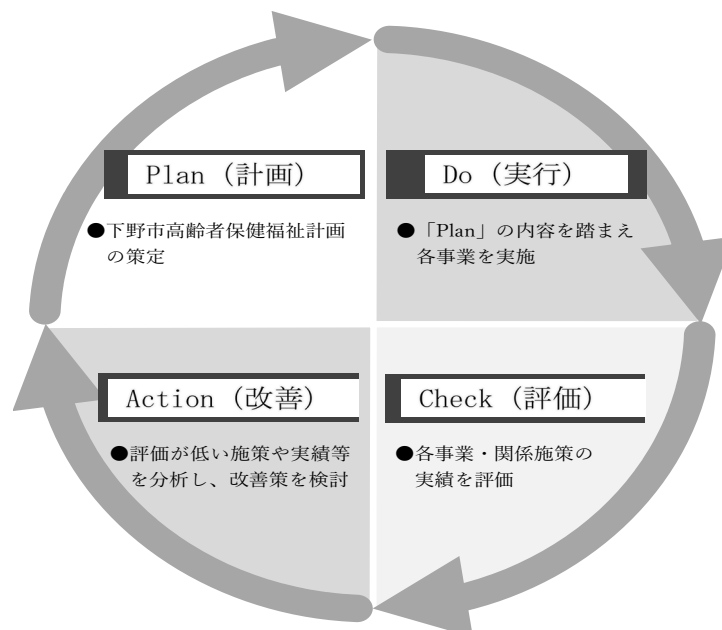 Plan（計画）
●下野市高齢者保健福祉計画
の策定
Do（実行）
●「Plan」の内容を踏まえ
各事業を実施
Action（改善）
●評価が低い施策や実績等
を分析し、改善策を検討
Check（評価）
●各事業・関係施策の
実績を評価